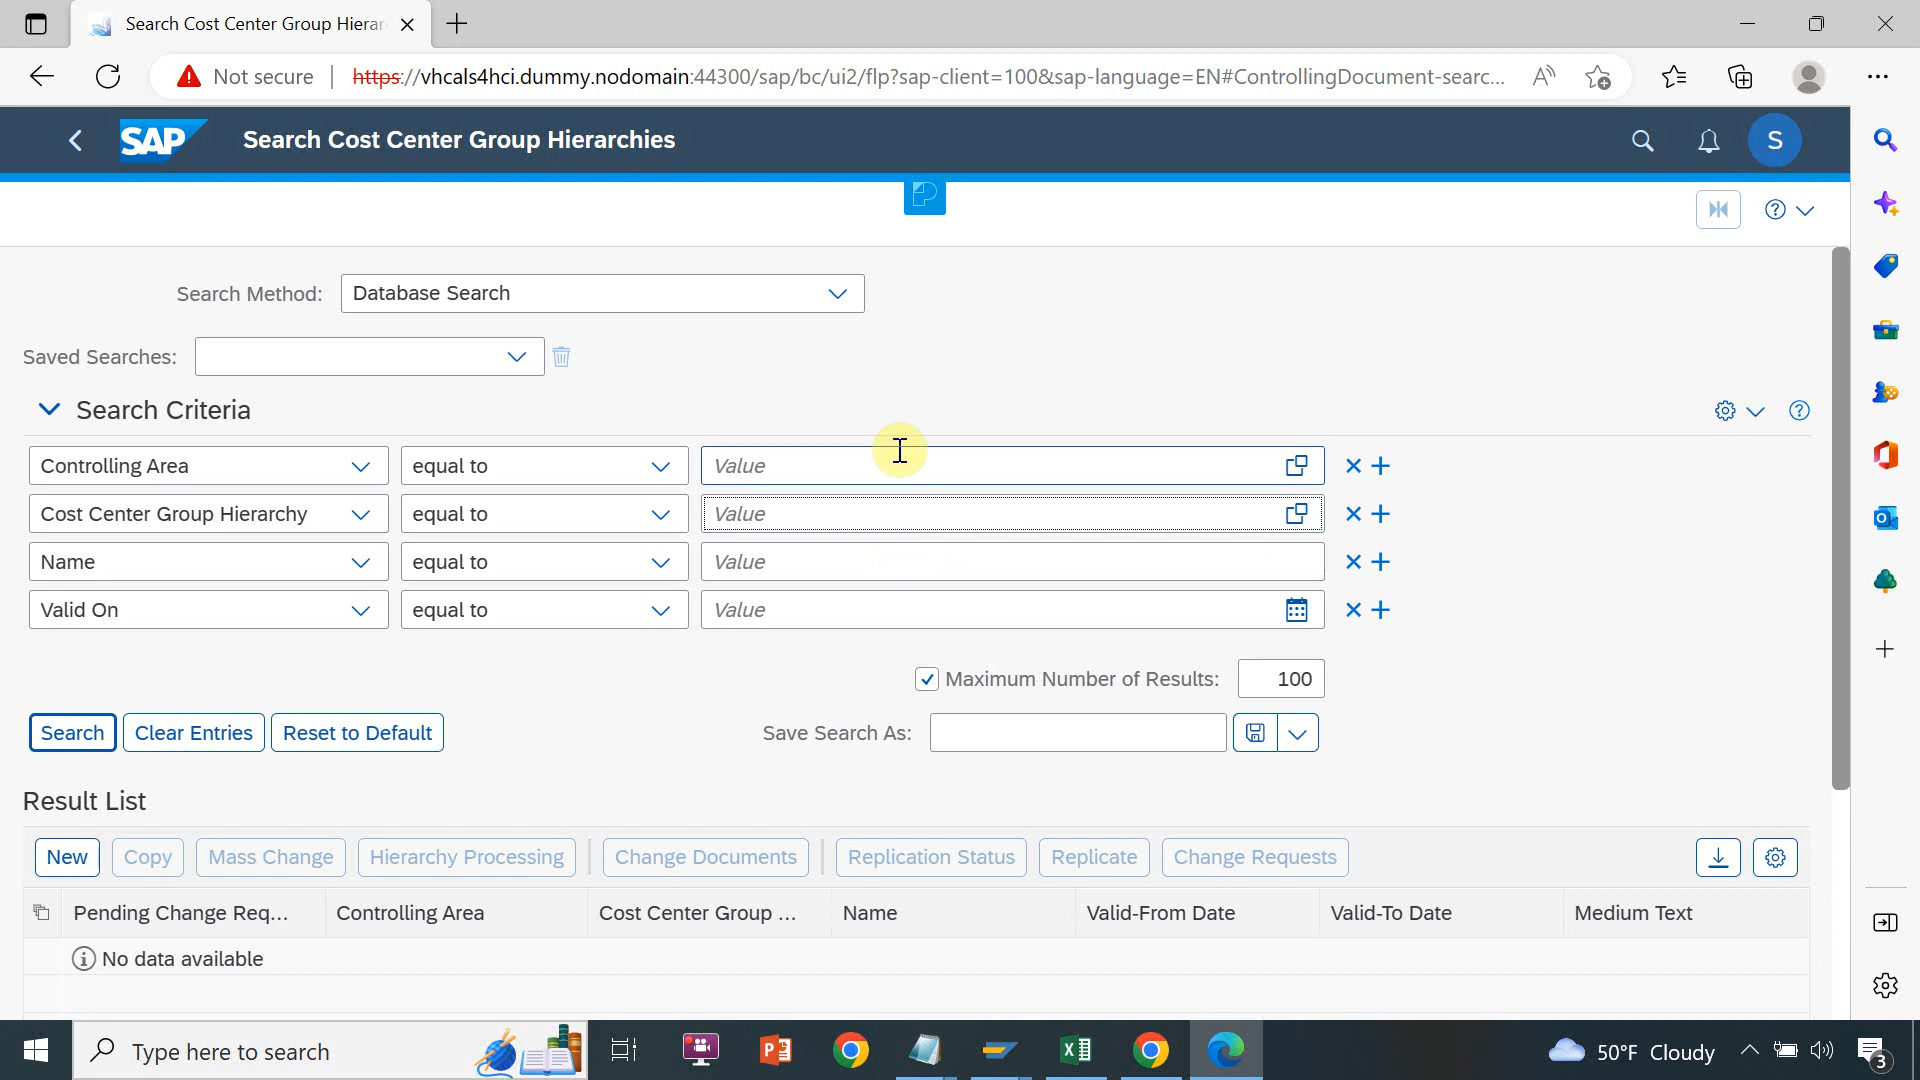 Search Cost Center Group Hierar
Not secure https://vhcals4hci.dummy.nodomain:44300/sap/bc/ui2/flp?sap-client=100&sap-language=EN#ControllingDocument-searc...
SAP Search Cost Center Group Hierarchies S
Search Method: Database Search
Saved Searches:
Search Criteria
Controlling Area equal to Value
Cost Center Group Hierarchy equal to Value
Name equal to Value
Valid On equal to Value
Maximum Number of Results: 100
Search Clear Entries Reset to Default Save Search As:
Result List
New Copy Mass Change Hierarchy Processing Change Documents Replication Status Replicate Change Requests
Pending Change Req... Controlling Area Cost Center Group ... Name Valid-From Date Valid-To Date Medium Text
No data available
Type here to search 50°F Cloudy 3